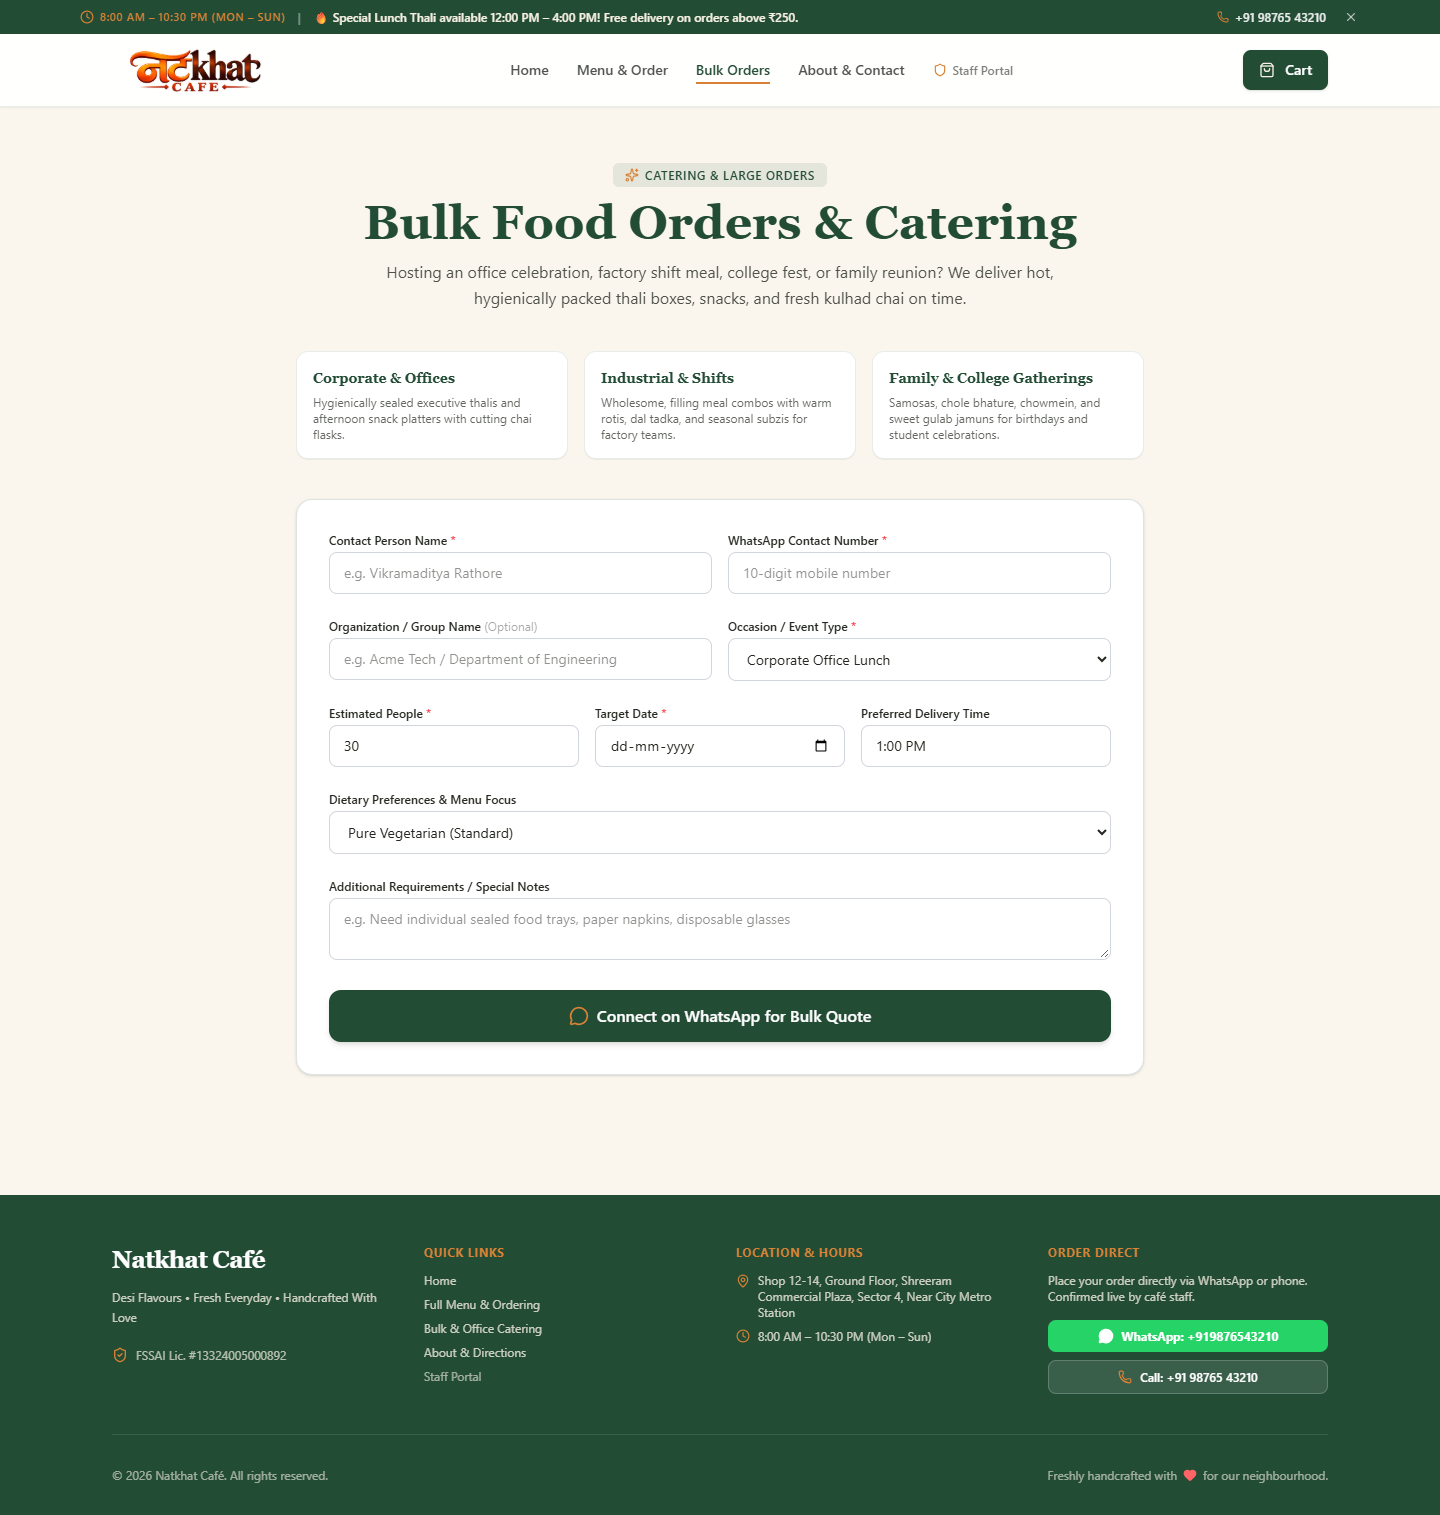 8:00 AM – 10:30 PM (MON – SUN) | 🔥 Special Lunch Thali available 12:00 PM – 4:00 PM! Free delivery on orders above ₹250. +91 98765 43210
नटkhat
CAFE
Home Menu & Order Bulk Orders About & Contact Staff Portal Cart
CATERING & LARGE ORDERS
Bulk Food Orders & Catering
Hosting an office celebration, factory shift meal, college fest, or family reunion? We deliver hot,
hygienically packed thali boxes, snacks, and fresh kulhad chai on time.
Corporate & Offices
Hygienically sealed executive thalis and
afternoon snack platters with cutting chai
flasks.
Industrial & Shifts
Wholesome, filling meal combos with warm
rotis, dal tadka, and seasonal subzis for
factory teams.
Family & College Gatherings
Samosas, chole bhature, chowmein, and
sweet gulab jamuns for birthdays and
student celebrations.
Contact Person Name *
e.g. Vikramaditya Rathore
WhatsApp Contact Number *
10-digit mobile number
Organization / Group Name (Optional)
e.g. Acme Tech / Department of Engineering
Occasion / Event Type *
Corporate Office Lunch
Estimated People *
30
Target Date *
dd-mm-yyyy
Preferred Delivery Time
1:00 PM
Dietary Preferences & Menu Focus
Pure Vegetarian (Standard)
Additional Requirements / Special Notes
e.g. Need individual sealed food trays, paper napkins, disposable glasses
Connect on WhatsApp for Bulk Quote
Natkhat Café
Desi Flavours • Fresh Everyday • Handcrafted With
Love
FSSAI Lic. #13324005000892
QUICK LINKS
Home
Full Menu & Ordering
Bulk & Office Catering
About & Directions
Staff Portal
LOCATION & HOURS
Shop 12-14, Ground Floor, Shreeram
Commercial Plaza, Sector 4, Near City Metro
Station
8:00 AM – 10:30 PM (Mon – Sun)
ORDER DIRECT
Place your order directly via WhatsApp or phone.
Confirmed live by café staff.
WhatsApp: +919876543210
Call: +91 98765 43210
© 2026 Natkhat Café. All rights reserved.
Freshly handcrafted with ❤ for our neighbourhood.